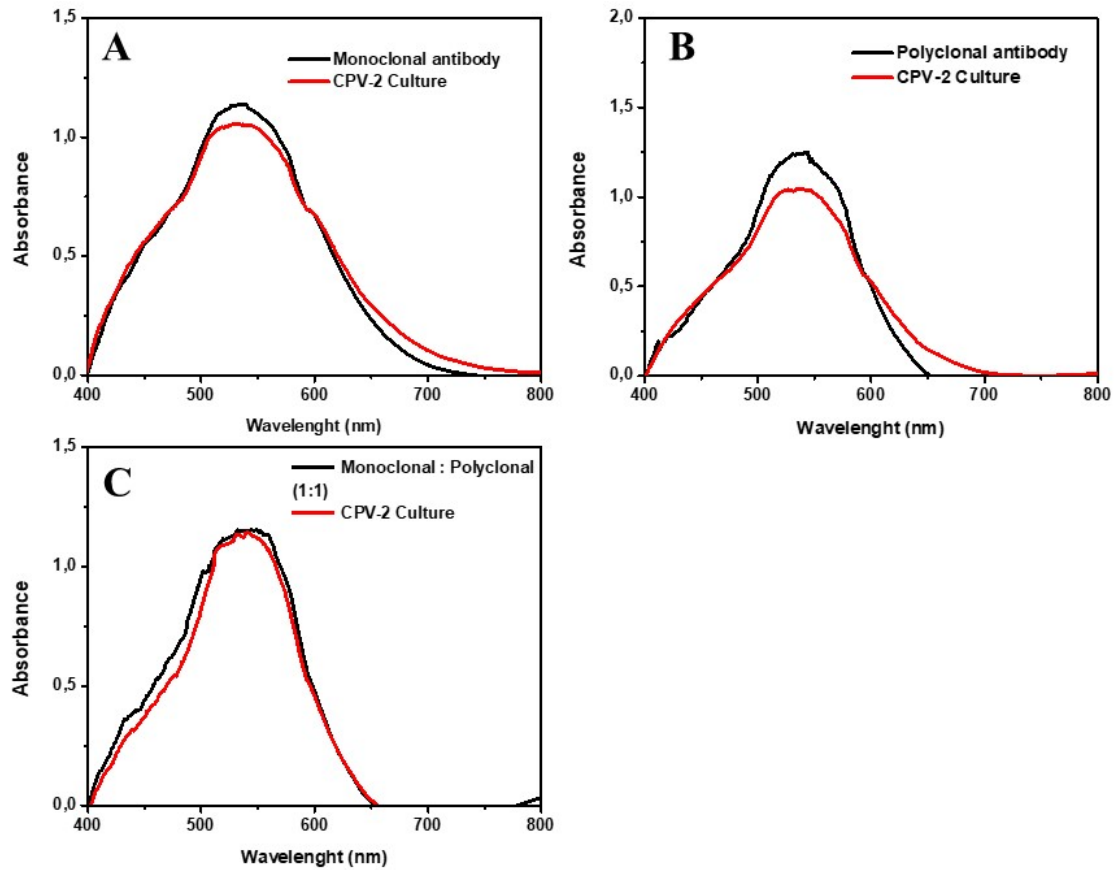 A
Monoclonal antibody
CPV-2 Culture
1,5
1,0
0,5
0,0
Absorbance
400 500 600 700 800
Wavelenght (nm)
B
Polyclonal antibody
CPV-2 Culture
2,0
1,5
1,0
0,5
0,0
Absorbance
400 500 600 700 800
Wavelenght (nm)
C
Monoclonal : Polyclonal
(1:1)
CPV-2 Culture
1,5
1,0
0,5
0,0
Absorbance
400 500 600 700 800
Wavelenght (nm)